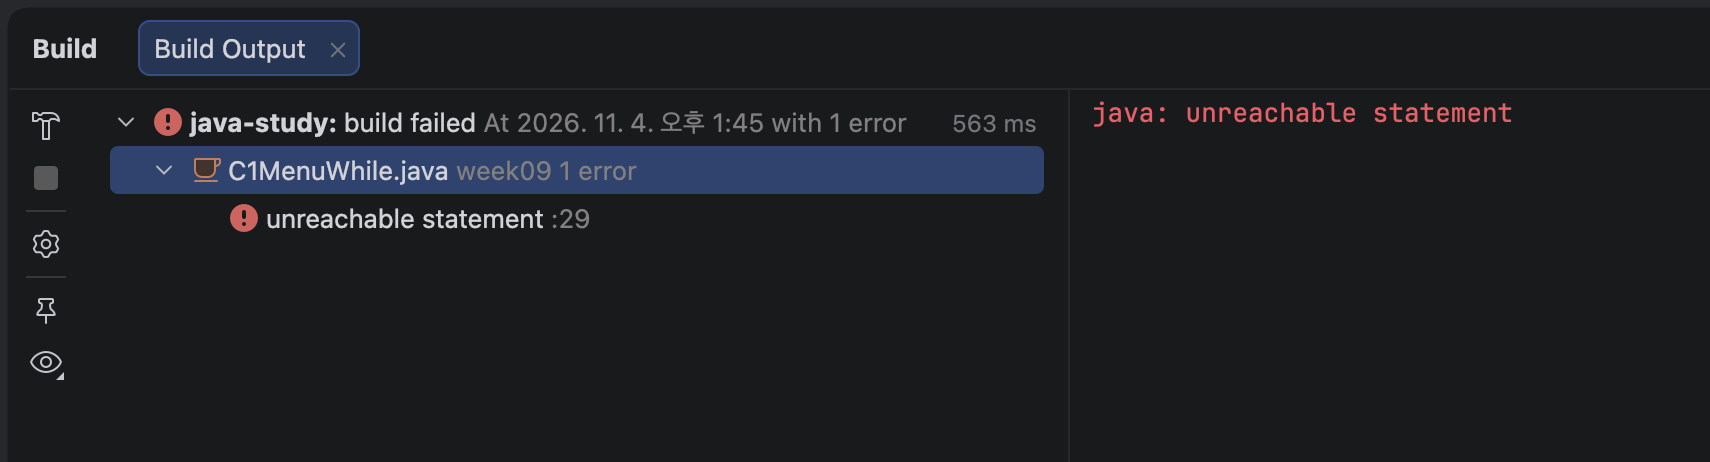 Build Build Output
java-study: build failed At 2026. 11. 4. 오후 1:45 with 1 error 563 ms
C1MenuWhile.java week09 1 error
unreachable statement :29
java: unreachable statement